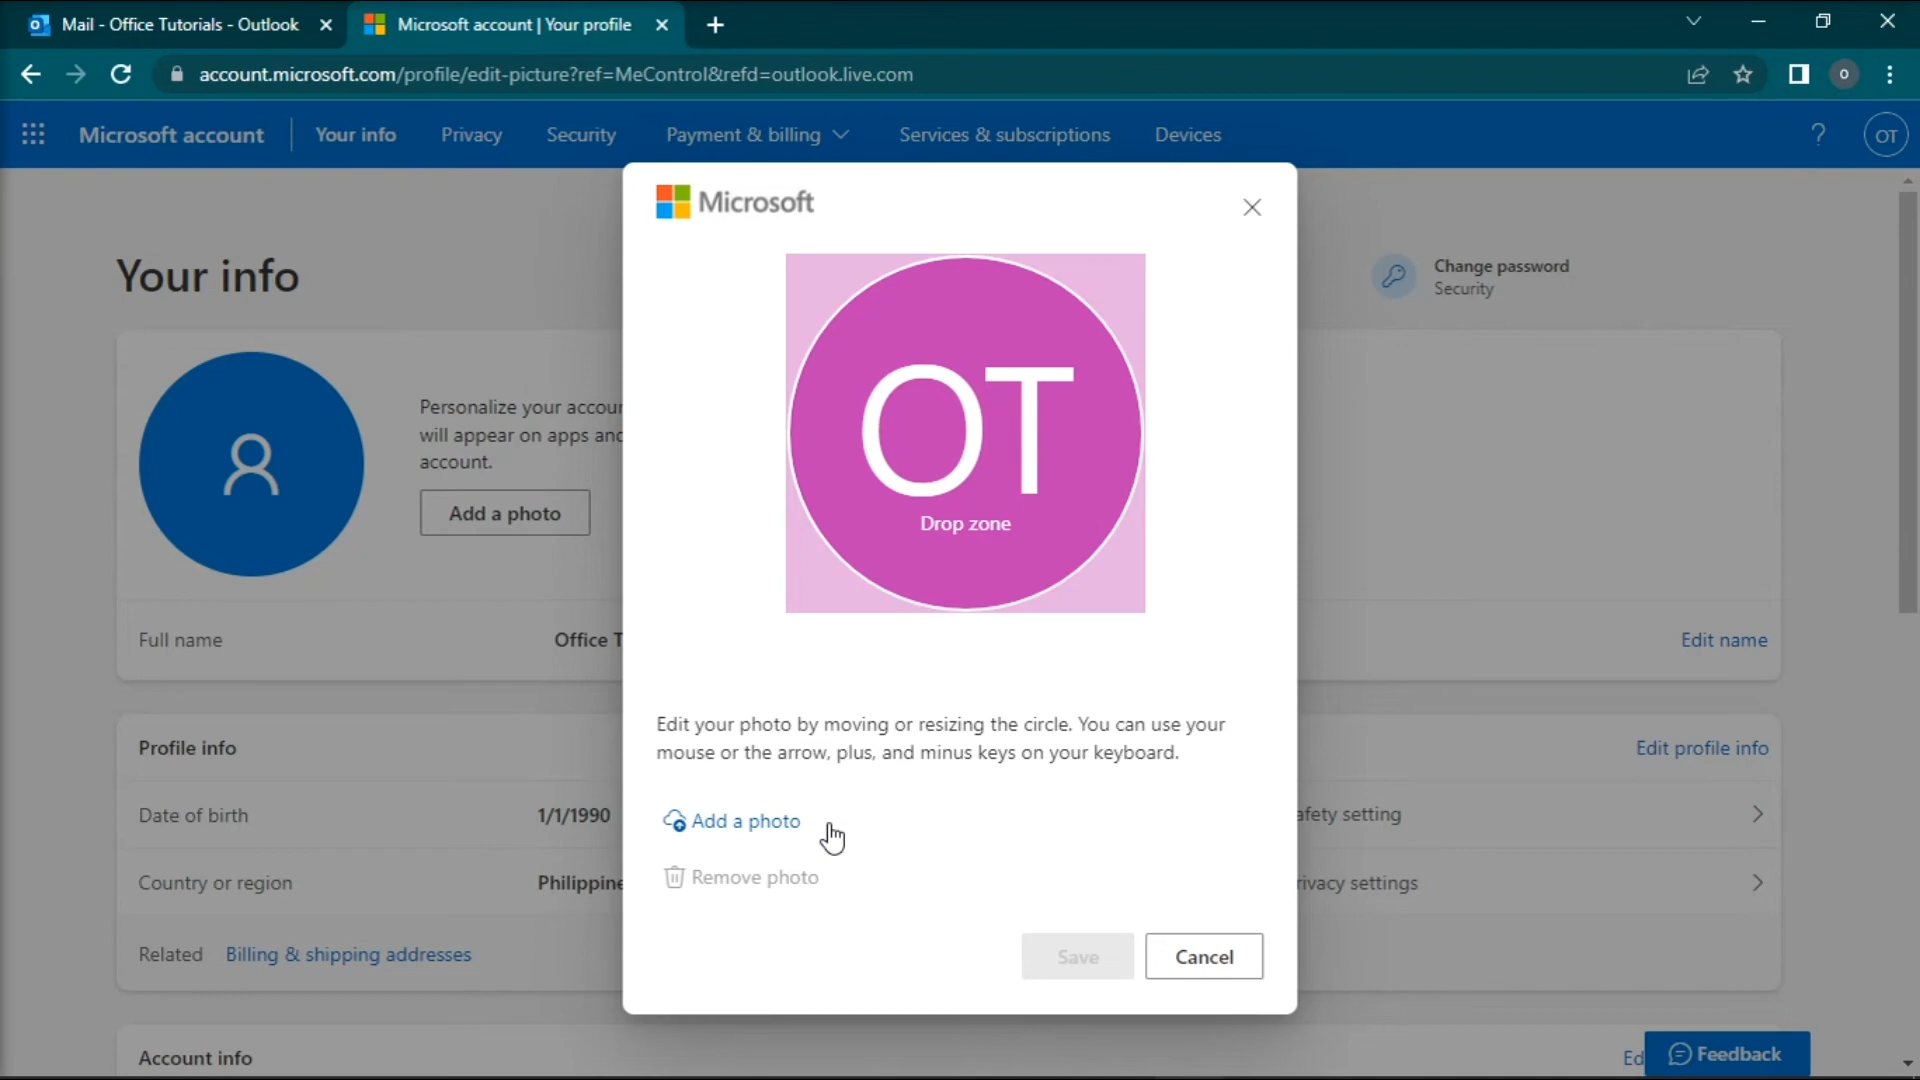 Mail - Office Tutorials - Outlook
Microsoft account | Your profile
account.microsoft.com/profile/edit-picture?ref=MeControl&refd=outlook.live.com
O
Microsoft account
Your info
Privacy
Security
Payment & billing
Services & subscriptions
Devices
?
OT
Microsoft
Your info
Change password
Security
OT
Drop zone
Personalize your accour
will appear on apps and
account.
Add a photo
Full name
Office T
Edit name
Edit your photo by moving or resizing the circle. You can use your
mouse or the arrow, plus, and minus keys on your keyboard.
Profile info
Edit profile info
Date of birth
1/1/1990
Add a photo
afety setting
Country or region
Philippine
Remove photo
rivacy settings
Related
Billing & shipping addresses
Save
Cancel
Account info
Ed
Feedback